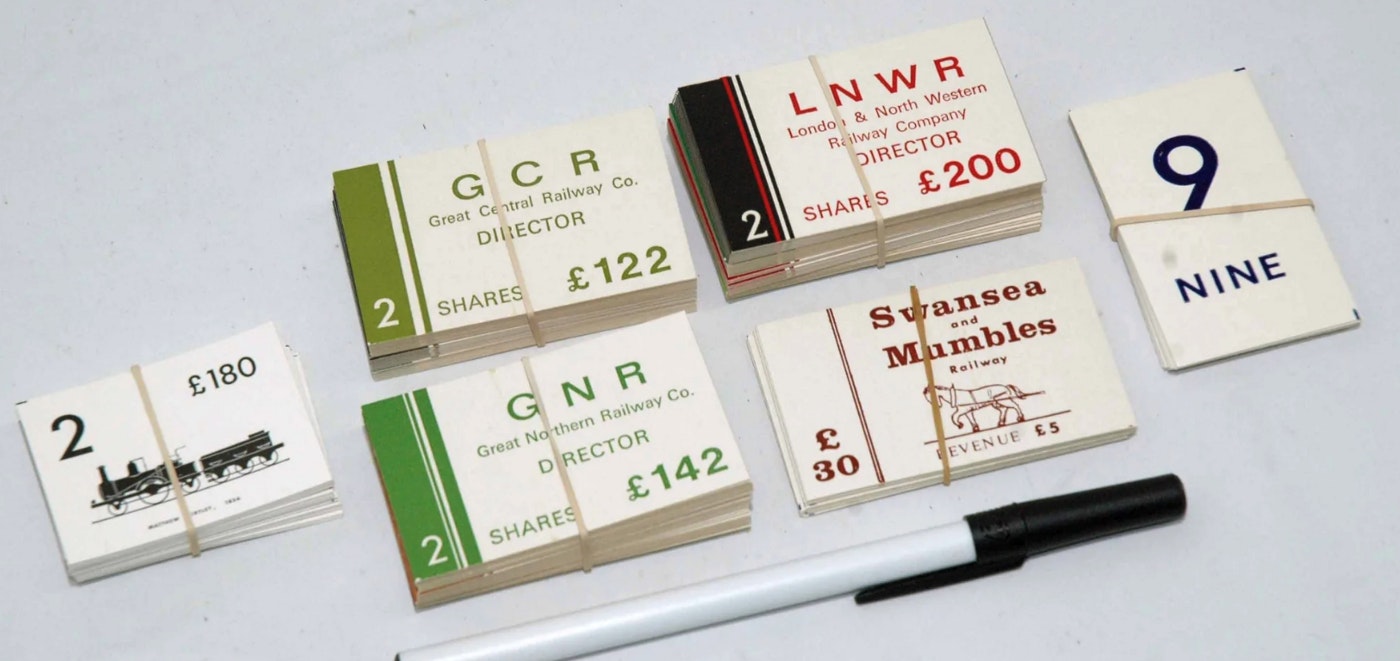 2
£180
G C R
Great Central Railway Co.
DIRECTOR
£122
2 SHARES
L N W R
London & North Western
Railway Company
DIRECTOR
£200
2 SHARES
9
NINE
G N R
Great Northern Railway Co.
DIRECTOR
£142
2 SHARES
Swansea
and
Mumbles
Railway
REVENUE £5
£
30